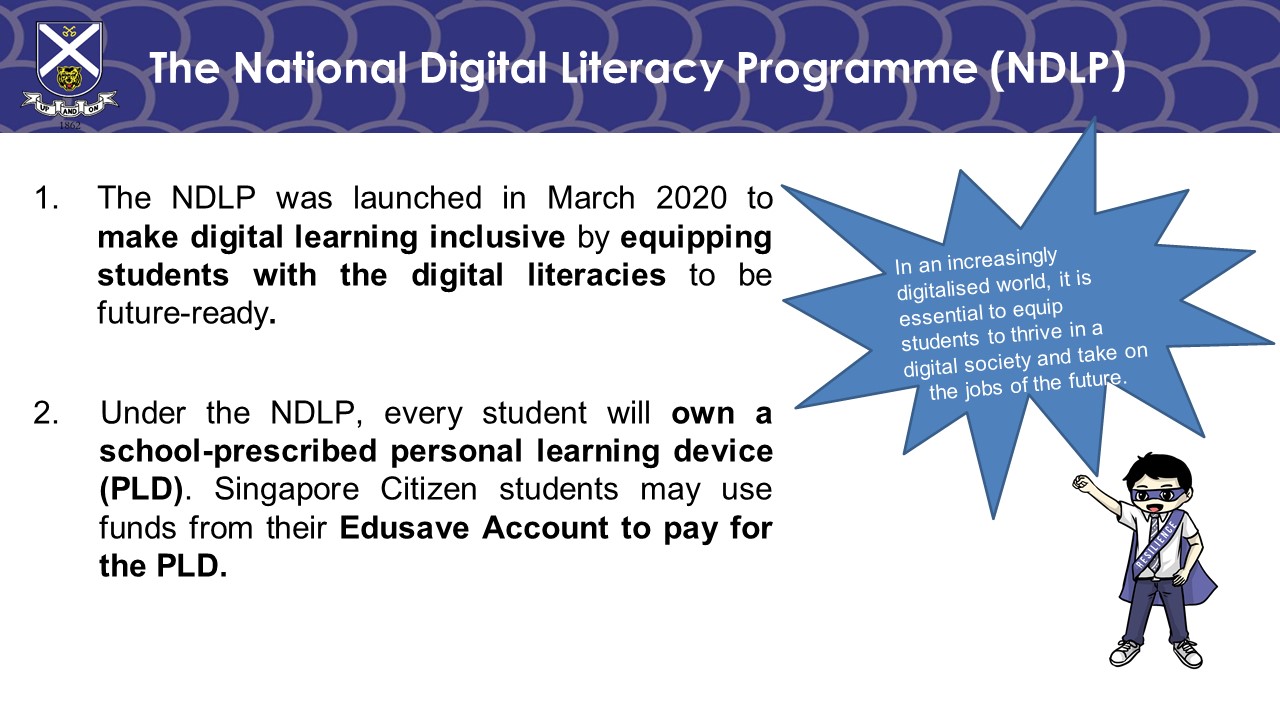 The National Digital Literacy Programme (NDLP)
UP AND ON
1862
1. The NDLP was launched in March 2020 to
make digital learning inclusive by equipping
students with the digital literacies to be
future-ready.
2. Under the NDLP, every student will own a
school-prescribed personal learning device
(PLD). Singapore Citizen students may use
funds from their Edusave Account to pay for
the PLD.
In an increasingly
digitalised world, it is
essential to equip
students to thrive in a
digital society and take on
the jobs of the future.
RESILIENCE